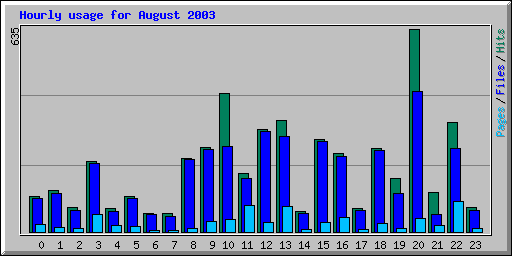 Hourly usage for August 2003
635
Pages/Files/Hits
0 1 2 3 4 5 6 7 8 9 10 11 12 13 14 15 16 17 18 19 20 21 22 23